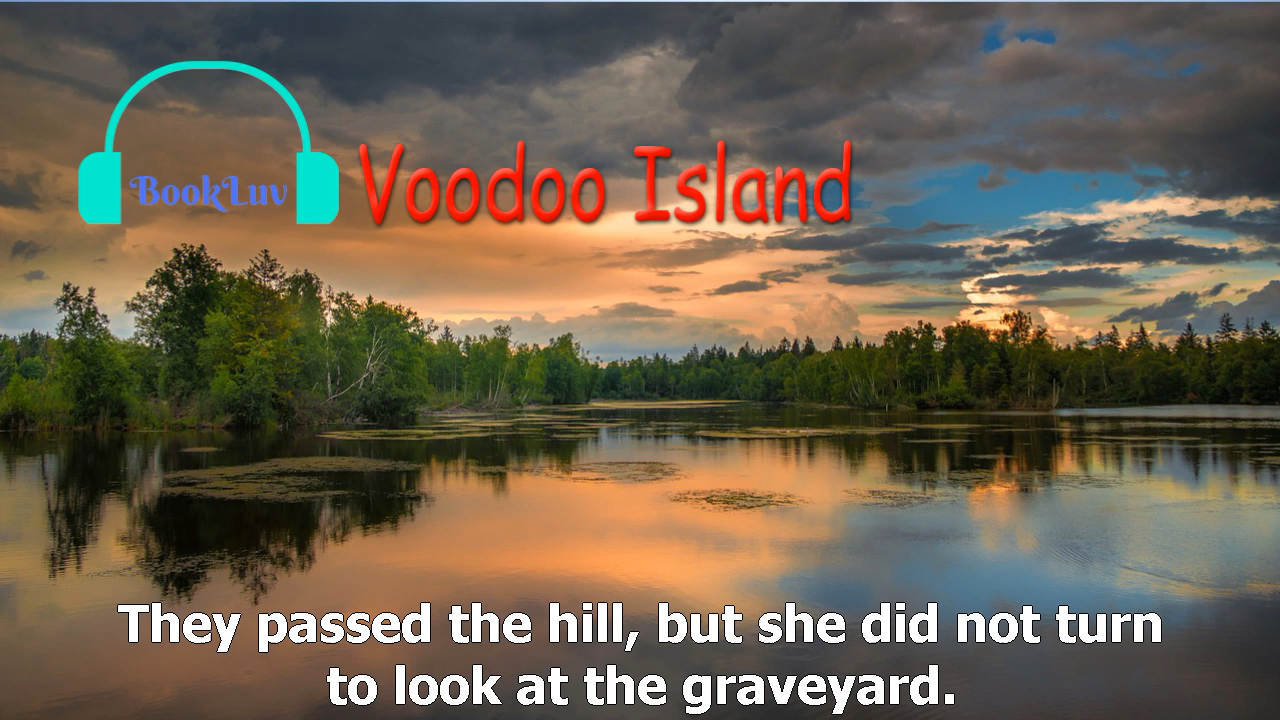 BookLuv
Voodoo Island
They passed the hill, but she did not turn
to look at the graveyard.